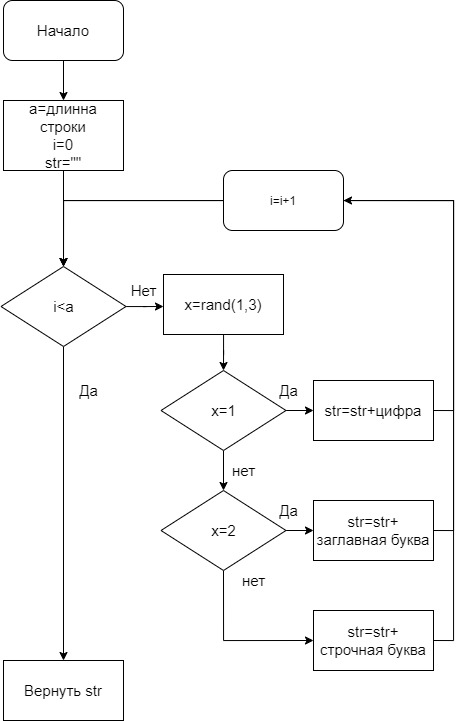 Начало
a=длинна
строки
i=0
str=""
i=i+1
i<a
Нет
x=rand(1,3)
Да
x=1
Да
str=str+цифра
нет
x=2
Да
str=str+
заглавная буква
нет
str=str+
строчная буква
Вернуть str